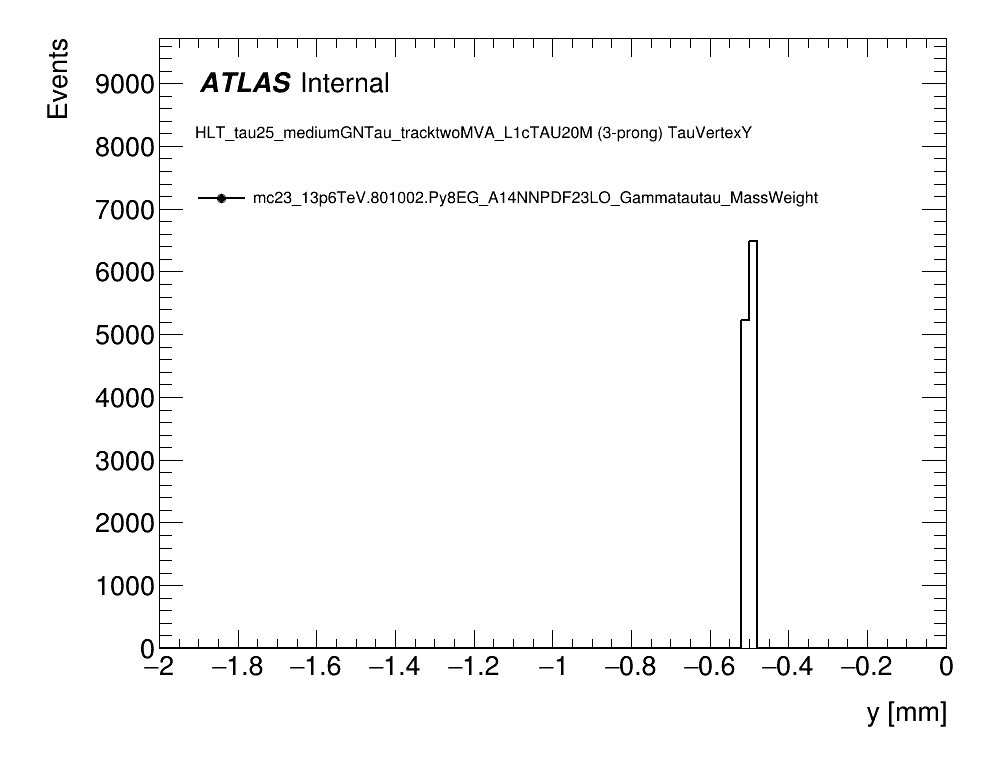 Events
9000
8000
7000
6000
5000
4000
3000
2000
1000
0
ATLAS Internal
HLT_tau25_mediumGNTau_tracktwoMVA_L1cTAU20M (3-prong) TauVertexY
mc23_13p6TeV.801002.Py8EG_A14NNPDF23LO_Gammatautau_MassWeight
−2 −1.8 −1.6 −1.4 −1.2 −1 −0.8 −0.6 −0.4 −0.2 0
y [mm]